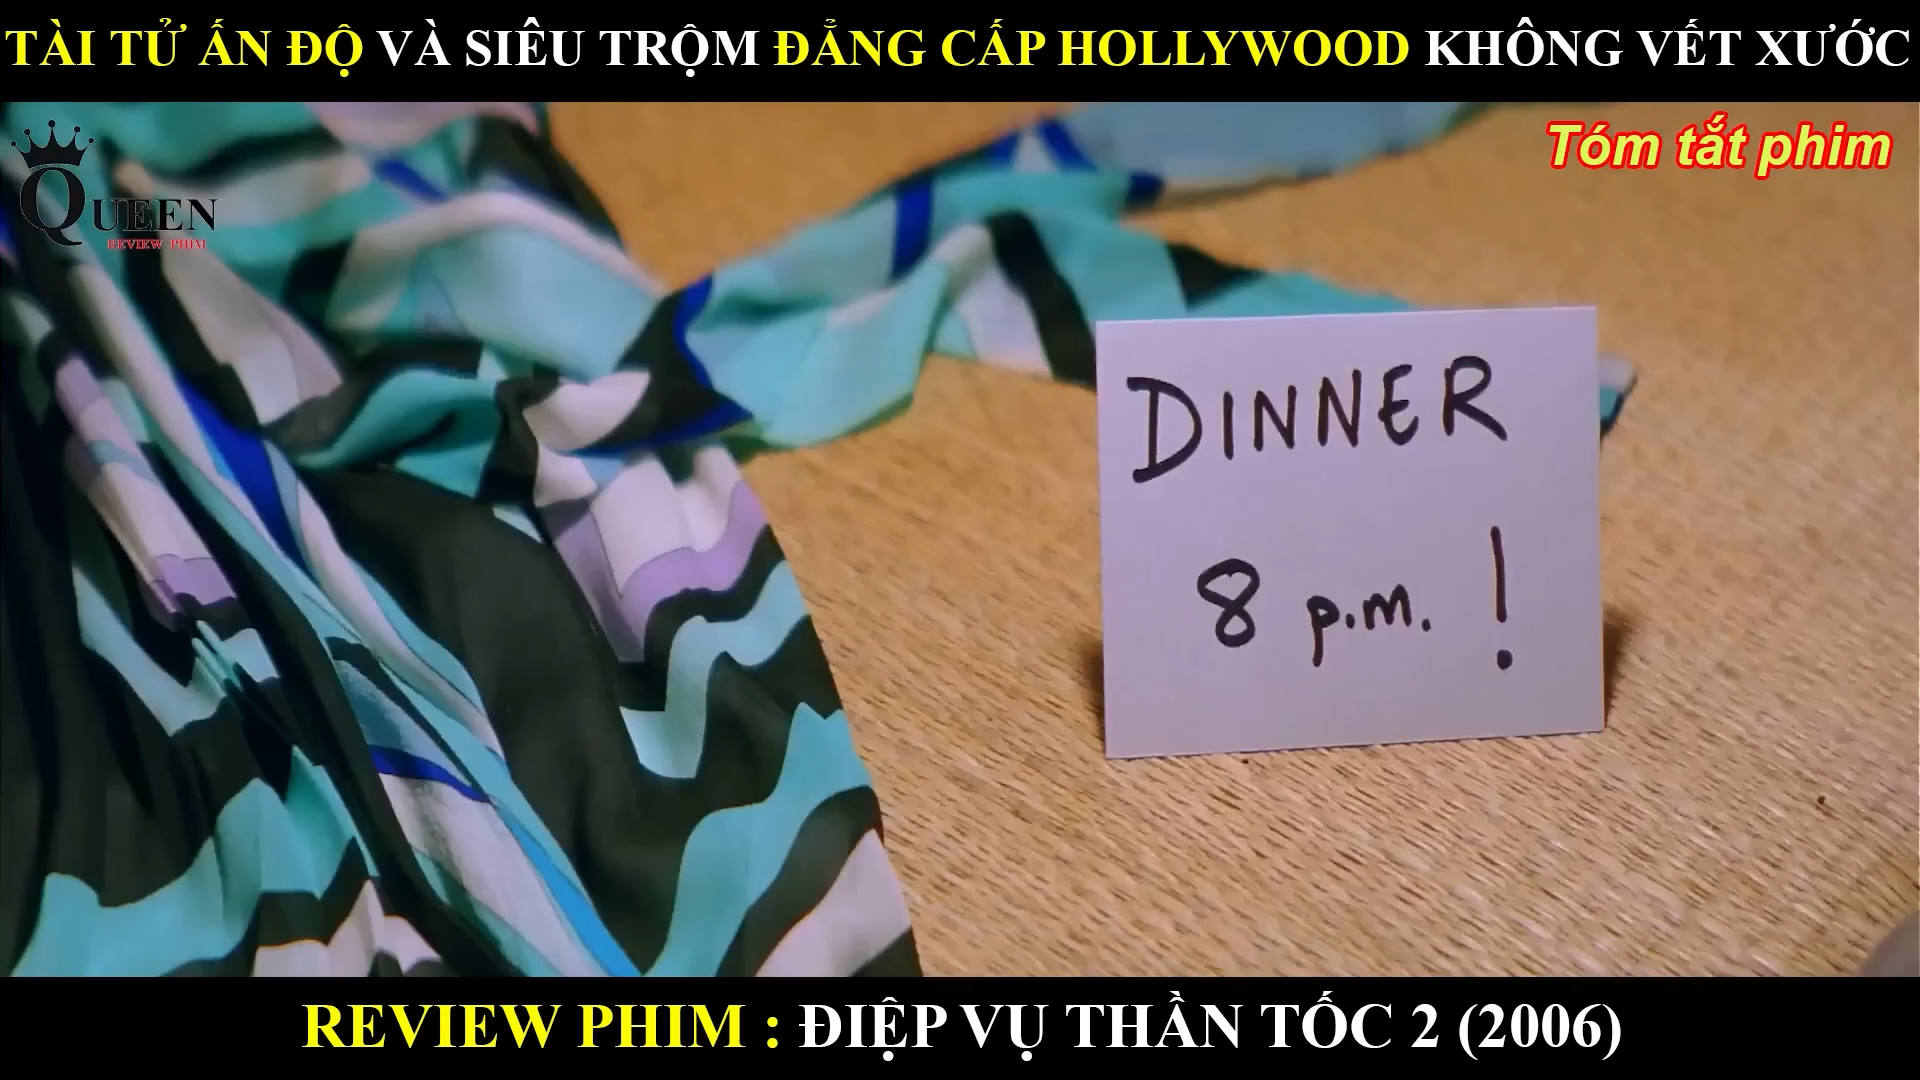 TÀI TỬ ẤN ĐỘ VÀ SIÊU TRỘM ĐẲNG CẤP HOLLYWOOD KHÔNG VẾT XƯỚC
Tóm tắt phim
QUEEN
REVIEW PHIM
DINNER
8 p.m. !
REVIEW PHIM : ĐIỆP VỤ THẦN TỐC 2 (2006)